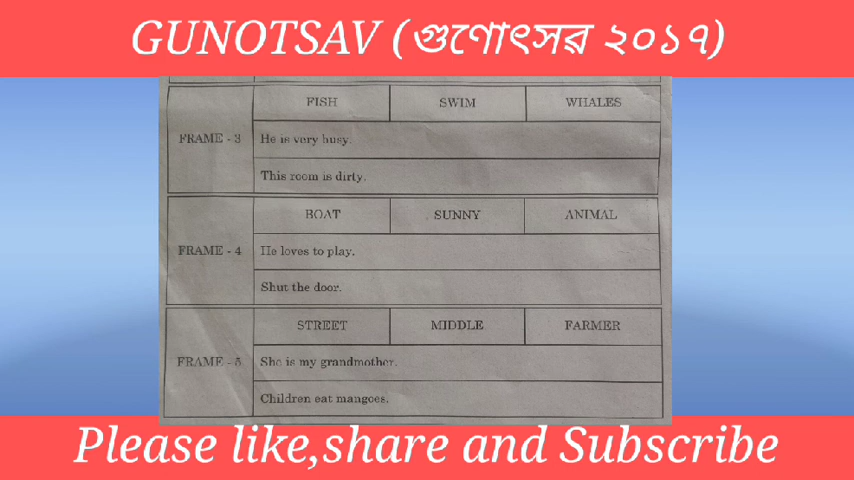 GUNOTSAV (গুণোৎসৱ ২০১৭)
FISH SWIM WHALES
FRAME - 3 He is very busy.
This room is dirty.
BOAT SUNNY ANIMAL
FRAME - 4 He loves to play.
Shut the door.
STREET MIDDLE FARMER
FRAME - 5 She is my grandmother.
Children eat mangoes.
Please like,share and Subscribe